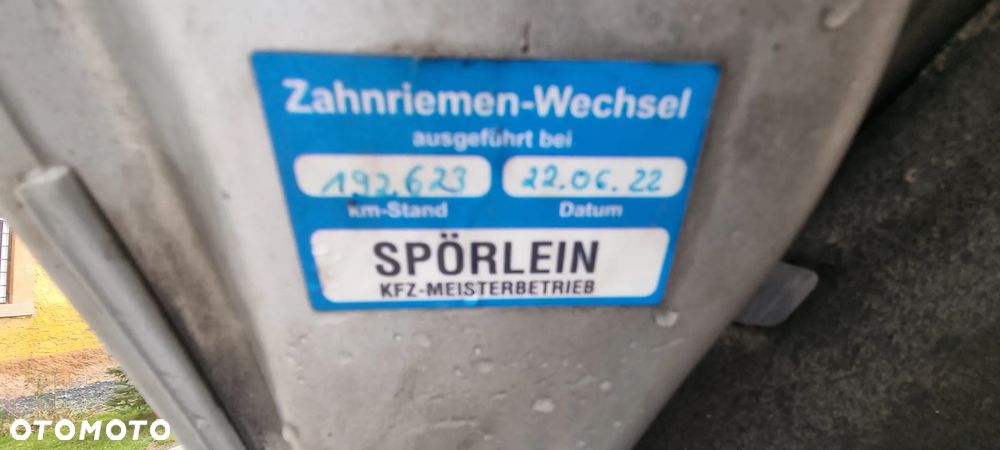 Zahnriemen-Wechsel
ausgeführt bei
192.623 22.06.22
km-Stand Datum
SPÖRLEIN
KFZ-MEISTERBETRIEB
OTOMOTO